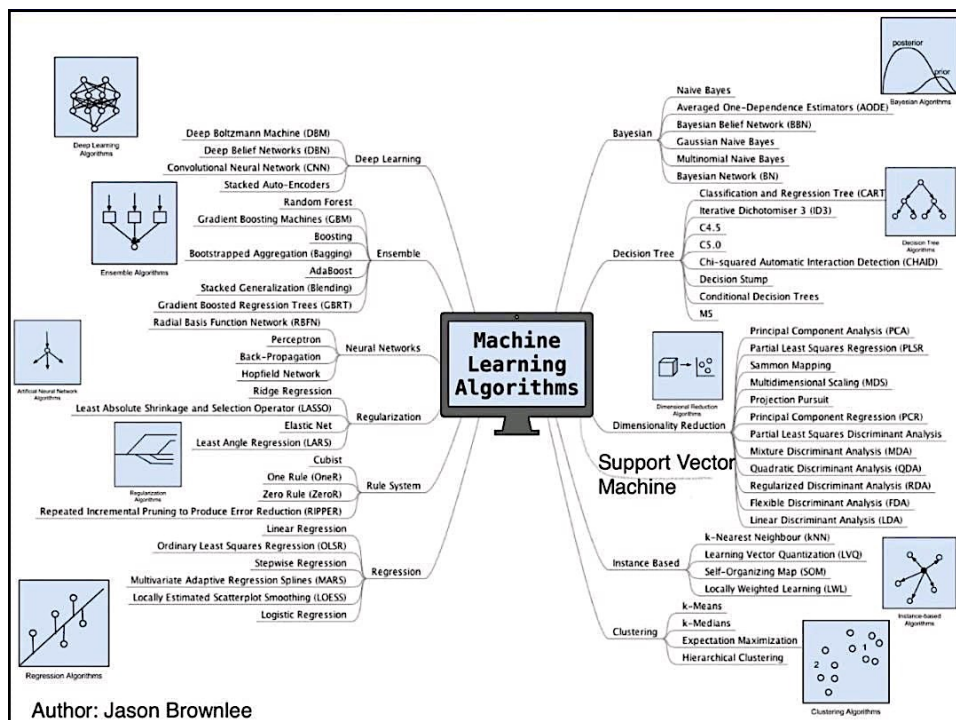 Deep Learning
Algorithms
Deep Boltzmann Machine (DBM)
Deep Belief Networks (DBN)
Convolutional Neural Network (CNN)
Stacked Auto-Encoders
Deep Learning
Ensemble Algorithms
Random Forest
Gradient Boosting Machines (GBM)
Boosting
Bootstrapped Aggregation (Bagging)
AdaBoost
Stacked Generalization (Blending)
Gradient Boosted Regression Trees (GBRT)
Ensemble
Artificial Neural Network
Algorithms
Radial Basis Function Network (RBFN)
Perceptron
Back-Propagation
Hopfield Network
Neural Networks
Ridge Regression
Least Absolute Shrinkage and Selection Operator (LASSO)
Elastic Net
Least Angle Regression (LARS)
Regularization
Regularization
Algorithms
Cubist
One Rule (OneR)
Zero Rule (ZeroR)
Repeated Incremental Pruning to Produce Error Reduction (RIPPER)
Rule System
Linear Regression
Ordinary Least Squares Regression (OLSR)
Stepwise Regression
Multivariate Adaptive Regression Splines (MARS)
Locally Estimated Scatterplot Smoothing (LOESS)
Logistic Regression
Regression
Regression Algorithms
Author: Jason Brownlee
Machine
Learning
Algorithms
posterior
prior
Bayesian Algorithms
Bayesian
Naive Bayes
Averaged One-Dependence Estimators (AODE)
Bayesian Belief Network (BBN)
Gaussian Naive Bayes
Multinomial Naive Bayes
Bayesian Network (BN)
Decision Tree
Classification and Regression Tree (CART
Iterative Dichotomiser 3 (ID3)
C4.5
C5.0
Chi-squared Automatic Interaction Detection (CHAID)
Decision Stump
Conditional Decision Trees
M5
Decision Tree
Algorithms
Dimensional Reduction
Algorithms
Dimensionality Reduction
Principal Component Analysis (PCA)
Partial Least Squares Regression (PLSR
Sammon Mapping
Multidimensional Scaling (MDS)
Projection Pursuit
Principal Component Regression (PCR)
Partial Least Squares Discriminant Analysis
Mixture Discriminant Analysis (MDA)
Quadratic Discriminant Analysis (QDA)
Regularized Discriminant Analysis (RDA)
Flexible Discriminant Analysis (FDA)
Linear Discriminant Analysis (LDA)
Support Vector
Machine
Instance Based
k-Nearest Neighbour (kNN)
Learning Vector Quantization (LVQ)
Self-Organizing Map (SOM)
Locally Weighted Learning (LWL)
Instance-based
Algorithms
Clustering
k-Means
k-Medians
Expectation Maximization
Hierarchical Clustering
1
2
Clustering Algorithms